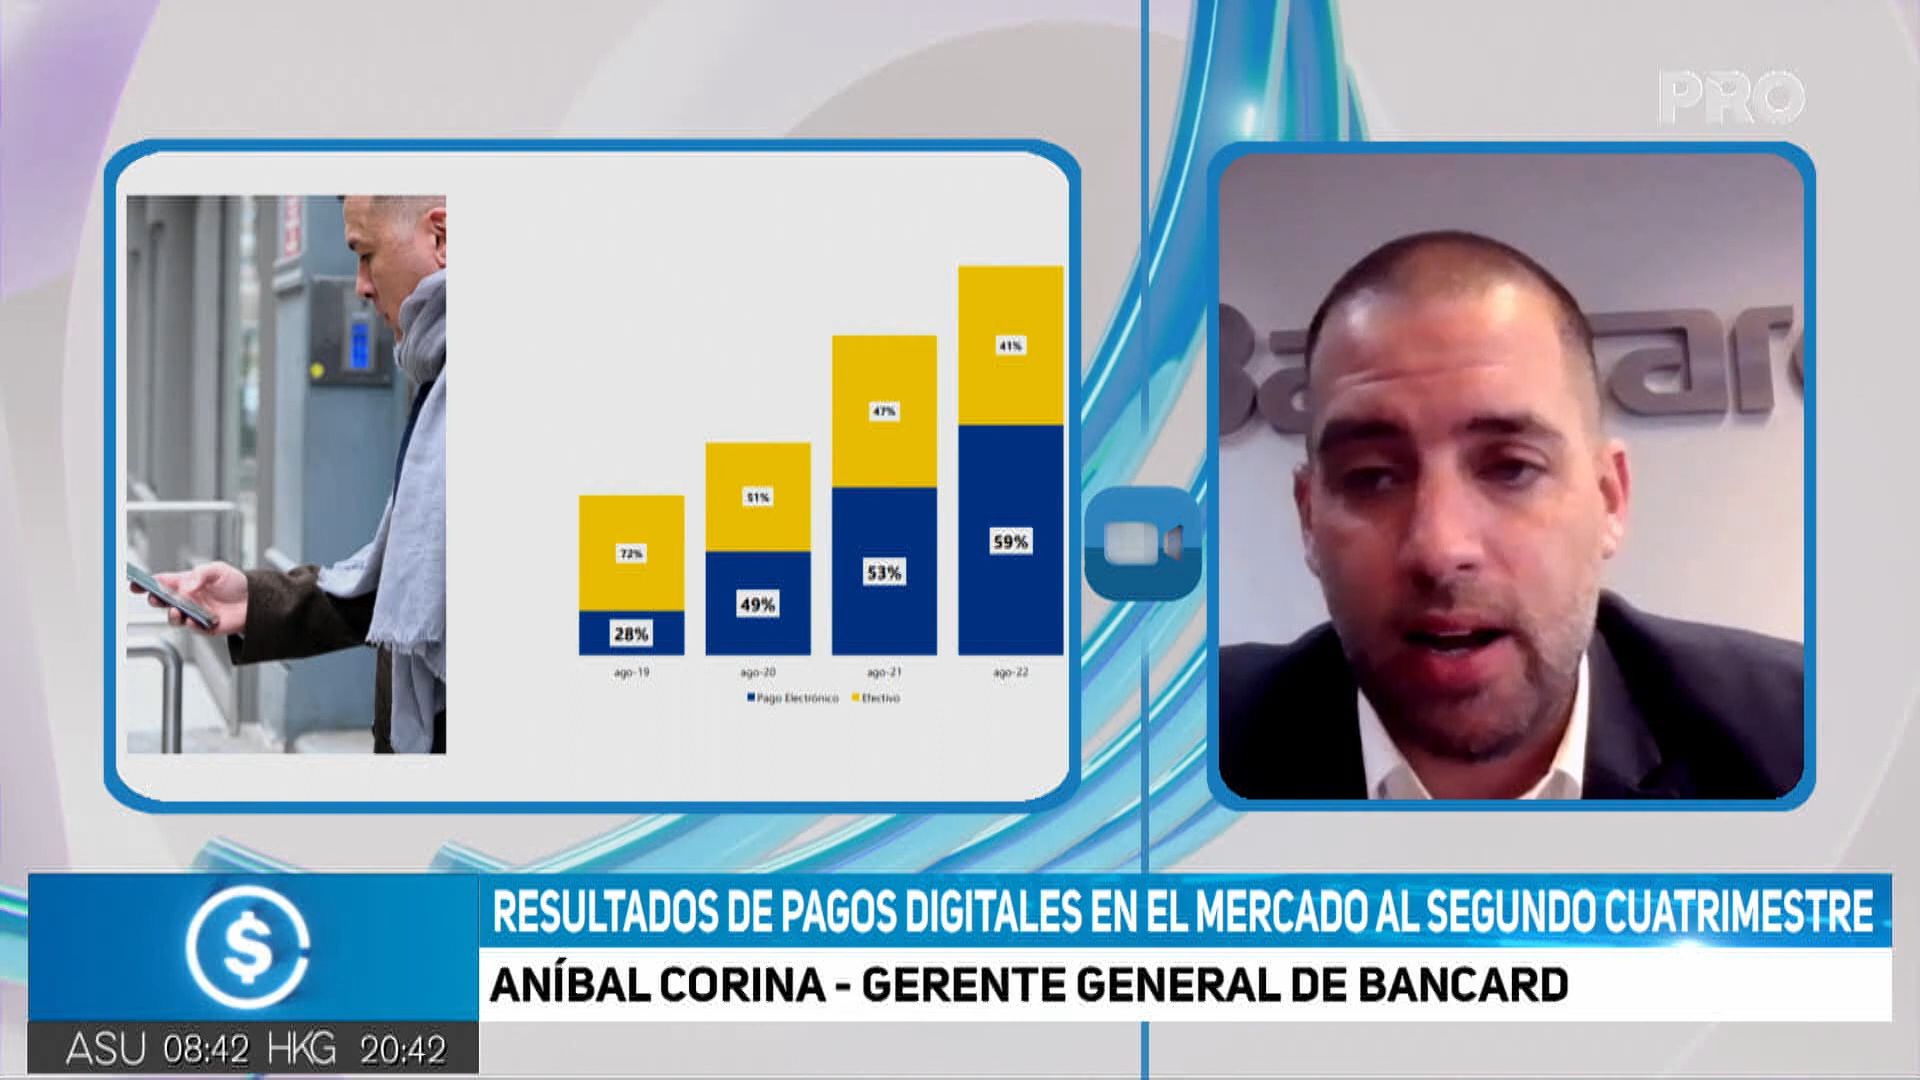 PRO
41%
47%
51%
72%
59%
53%
49%
28%
ago-19 ago-20 ago-21 ago-22
Pago Electrónico Efectivo
Bancard
RESULTADOS DE PAGOS DIGITALES EN EL MERCADO AL SEGUNDO CUATRIMESTRE
ANÍBAL CORINA - GERENTE GENERAL DE BANCARD
ASU 08:42 HKG 20:42